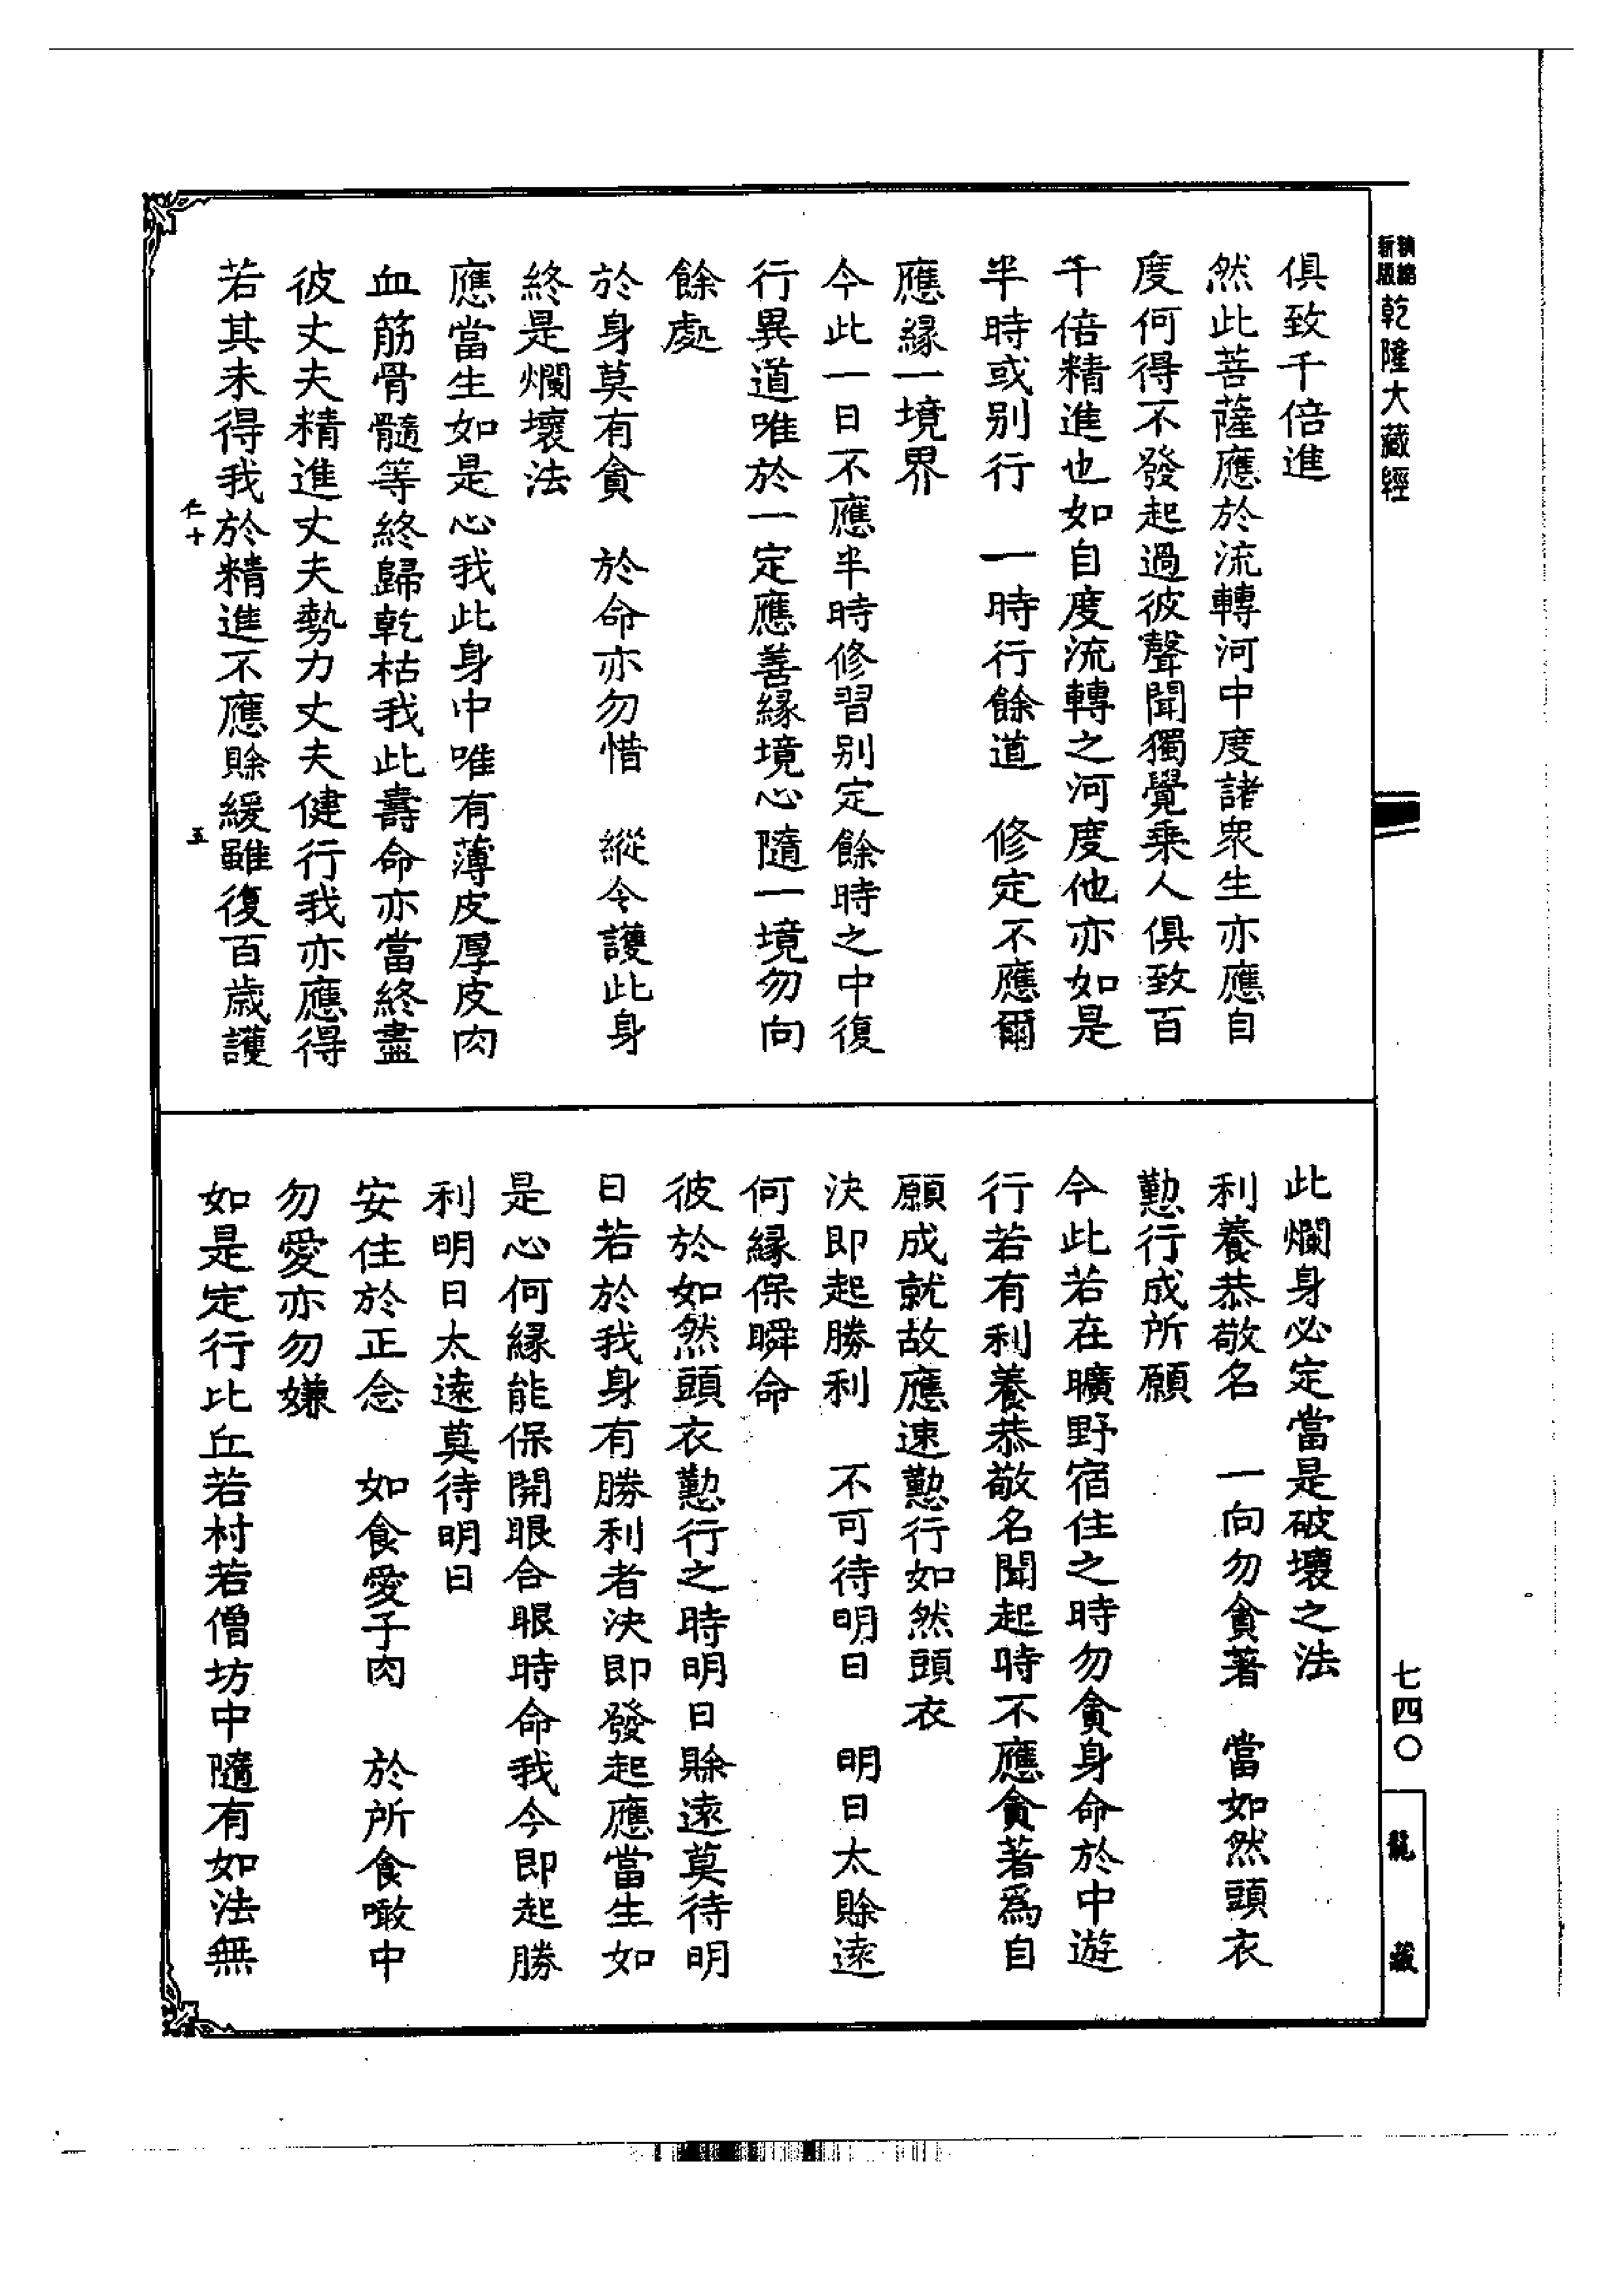 乾隆大藏經
俱致千倍進
然此菩薩應於流轉河中度諸衆生亦應自
度何得不發起過彼聲聞獨覺乘人俱致百
千倍精進也如自度流轉之河度他亦如是
半時或別行　一時行餘道　修定不應爾
應緣一境界
今此一日不應半時修習別定餘時之中復
行異道唯於一定應善緣境心隨一境勿向
餘處
於身莫有貪　於命亦勿惜　縱令護此身
終是爛壞法
應當生如是心我此身中唯有薄皮厚皮肉
血筋骨髓等終歸乾枯我此壽命亦當終盡
彼丈夫精進丈夫勢力丈夫健行我亦應得
若其未得我於精進不應賒緩雖復百歲護
仁十
五
此爛身必定當是破壞之法
利養恭敬名　一向勿貪著　當如然頭衣
懃行成所願
今此若在曠野宿住之時勿貪身命於中遊
行若有利養恭敬名聞起時不應貪著爲自
願成就故應速懃行如然頭衣
決即起勝利　不可待明日　明日太賒遠
何緣保瞬命
彼於如然頭衣懃行之時明日賒遠莫待明
日若於我身有勝利者決即發起應當生如
是心何緣能保開眼合眼時命我今即起勝
利明日太遠莫待明日
安住於正念　如食愛子肉　於所食噉中
勿愛亦勿嫌
如是定行比丘若村若僧坊中隨有如法無
七四〇
龍藏